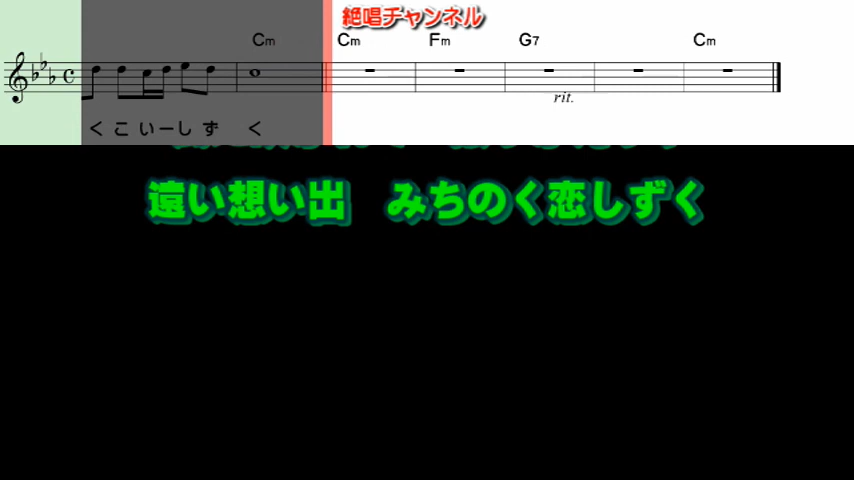 絶唱チャンネル
Cm Cm Fm G7 Cm
rit.
くこいーしず く
遠い想い出 みちのく恋しずく